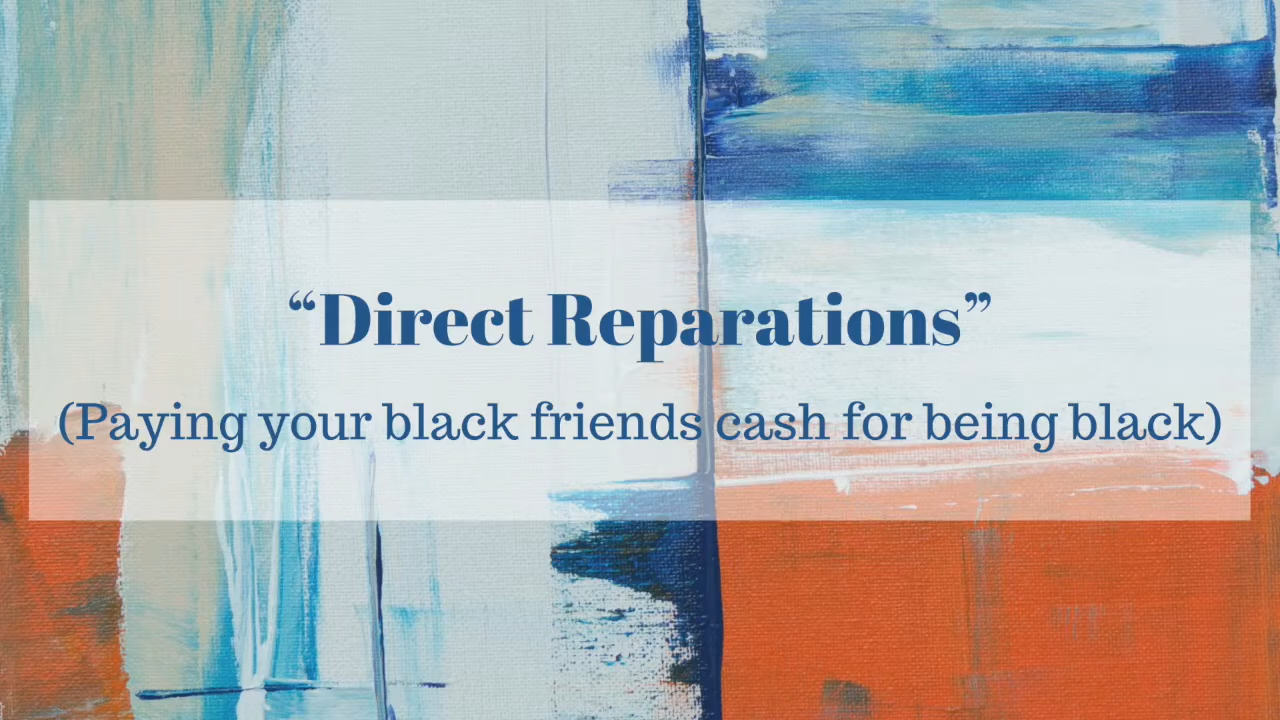 “Direct Reparations”
(Paying your black friends cash for being black)